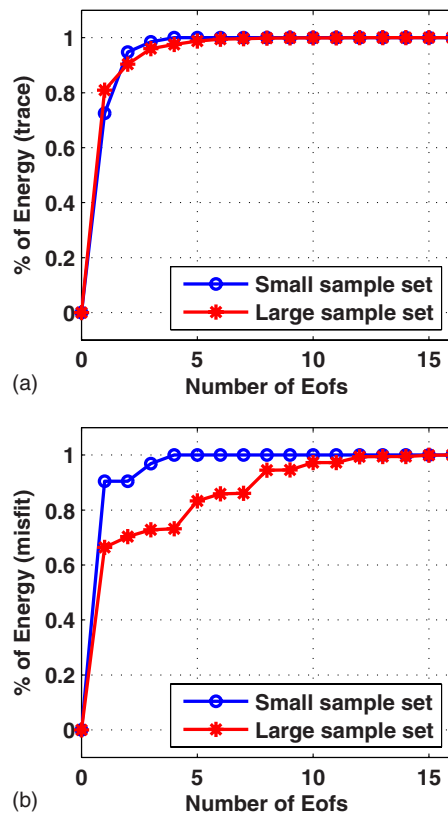 % of Energy (trace)
1
0.8
0.6
0.4
0.2
0
Small sample set
Large sample set
0 5 10 15
(a)
Number of Eofs
% of Energy (misfit)
1
0.8
0.6
0.4
0.2
0
Small sample set
Large sample set
0 5 10 15
(b)
Number of Eofs